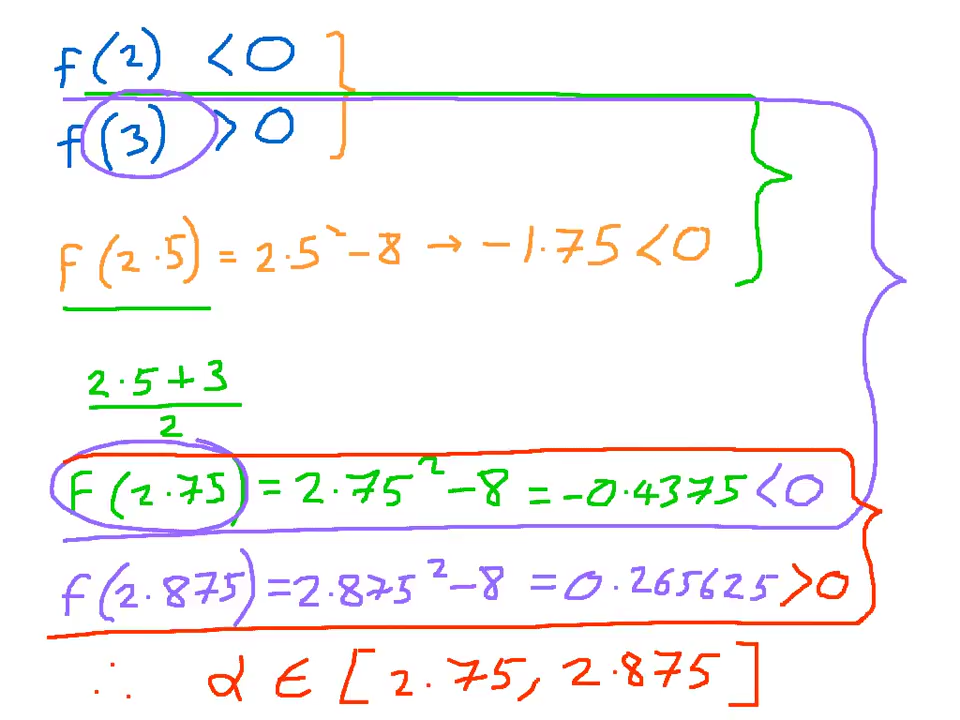 f(2) < 0
f(3) > 0
f(2.5) = 2.5² - 8 → -1.75 < 0
2.5 + 3
2
f(2.75) = 2.75² - 8 = -0.4375 < 0
f(2.875) = 2.875² - 8 = 0.265625 > 0
∴ α ∈ [2.75, 2.875]